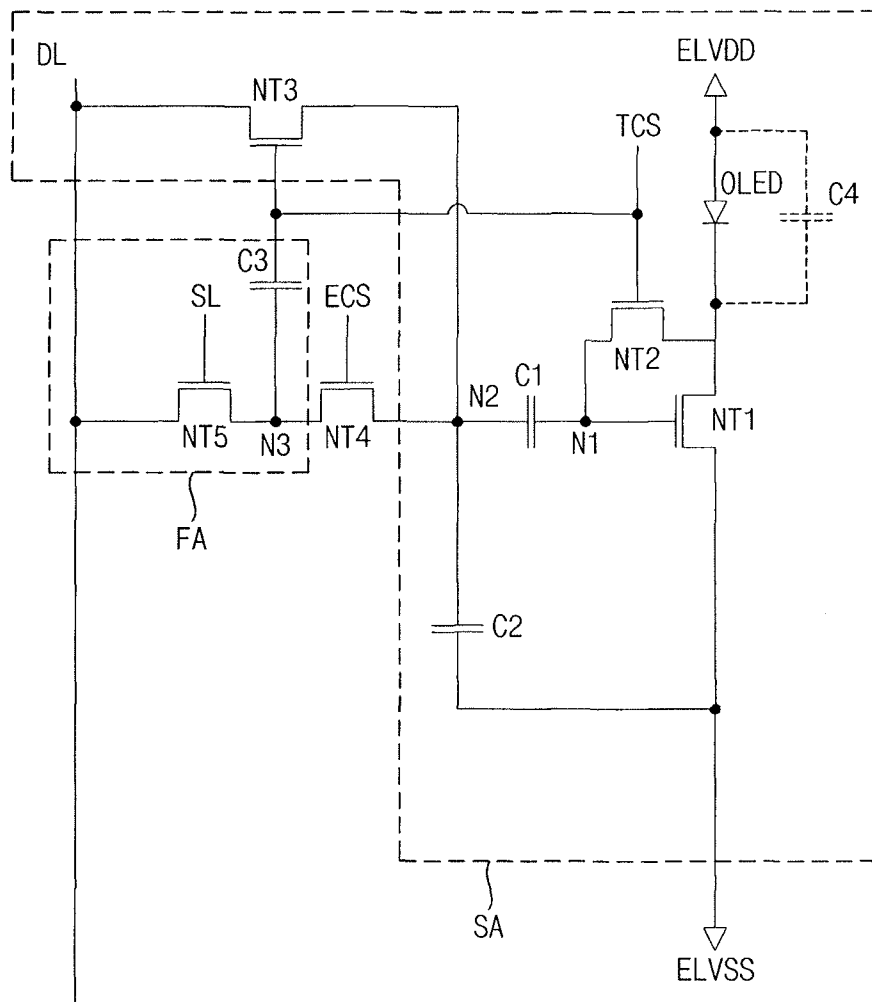 DL
ELVDD
NT3
TCS
OLED
C4
C3
SL
ECS
NT2
C1
N2
NT1
NT5
N3
NT4
N1
FA
C2
SA
ELVSS